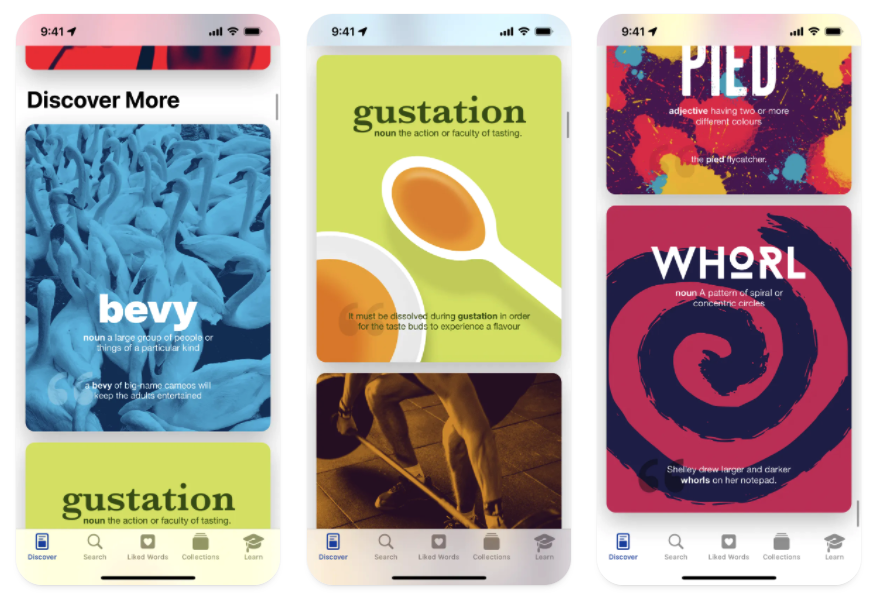 9:41
Discover More
bevy
noun a large group of people or
things of a particular kind
a bevy of big-name cameos will
keep the adults entertained
gustation
noun the action or faculty of tasting.
Discover
Search
Liked Words
Collections
Learn
9:41
gustation
noun the action or faculty of tasting.
It must be dissolved during gustation in order
for the taste buds to experience a flavour
Discover
Search
Liked Words
Collections
Learn
9:41
PIED
adjective having two or more
different colours
the pied flycatcher.
WHORL
noun A pattern of spiral or
concentric circles
Shelley drew larger and darker
whorls on her notepad.
Discover
Search
Liked Words
Collections
Learn